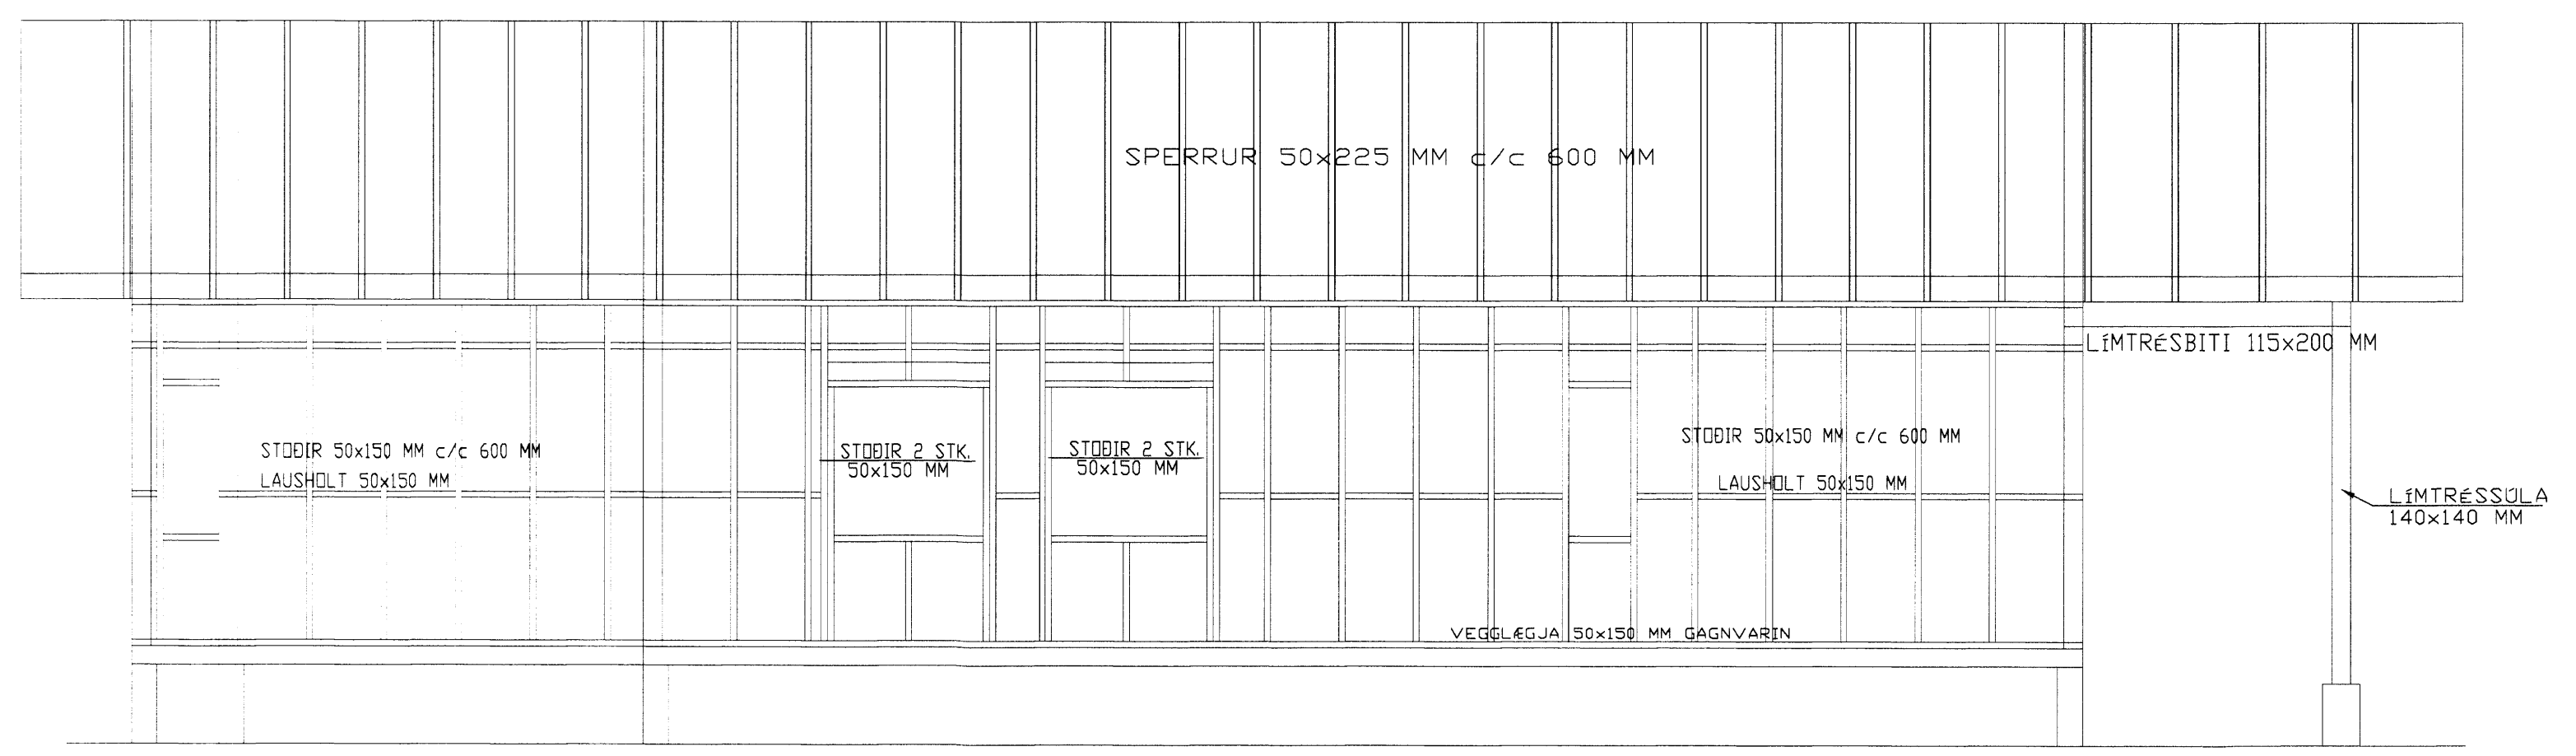 SPERRUR 50x225 MM c/c 600 MM
LÍMTRÉSBITI 115x200 MM
STOÐIR 50x150 MM c/c 600 MM
LAUSHOLT 50x150 MM
STOÐIR 2 STK.
50x150 MM
STOÐIR 2 STK.
50x150 MM
STOÐIR 50x150 MM c/c 600 MM
LAUSHOLT 50x150 MM
LÍMTRÉSSÚLA
140x140 MM
VEGGLÆGJA 50x150 MM GAGNVARIN